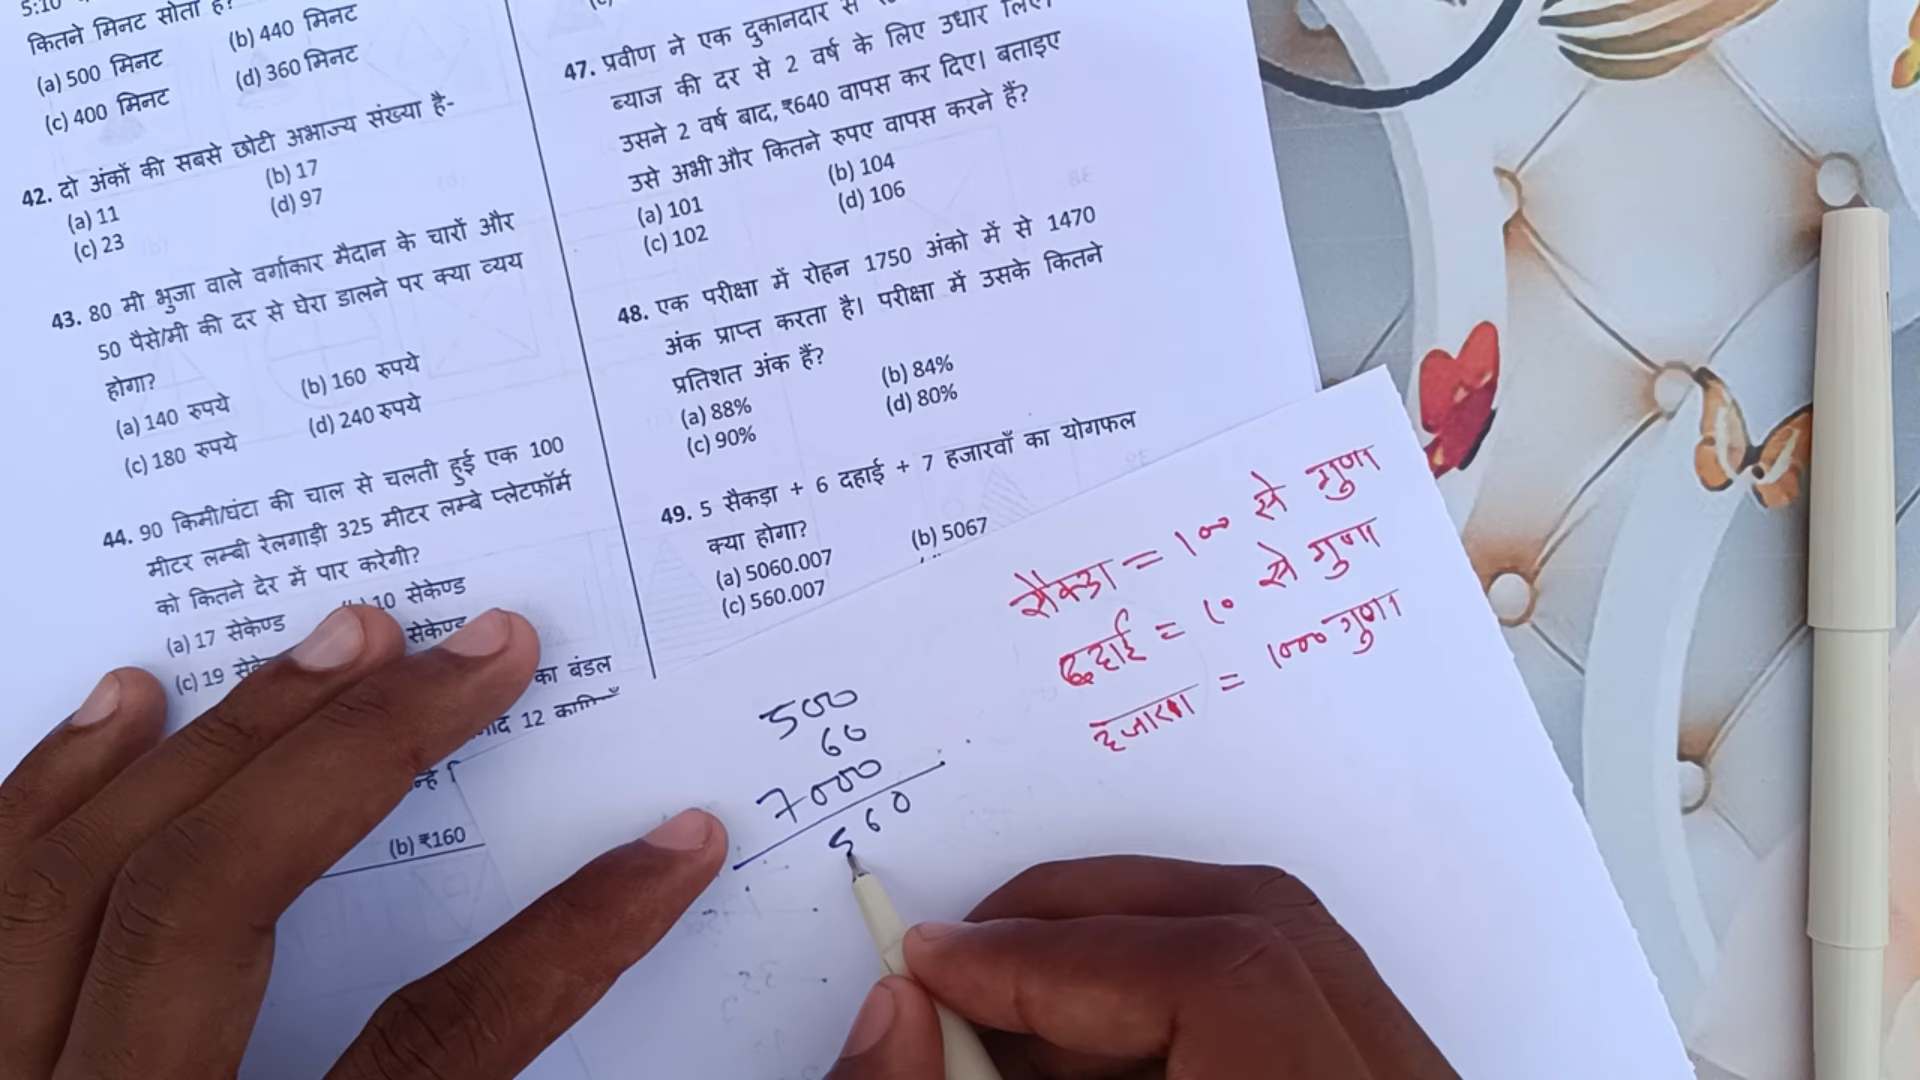 5:10
कितने मिनट सोता है?
(a) 500 मिनट (b) 440 मिनट
(c) 400 मिनट (d) 360 मिनट
42. दो अंकों की सबसे छोटी अभाज्य संख्या है-
(a) 11 (b) 17
(c) 23 (d) 97
43. 80 मी भुजा वाले वर्गाकार मैदान के चारों और
50 पैसे/मी की दर से घेरा डालने पर क्या व्यय
होगा?
(a) 140 रुपये (b) 160 रुपये
(c) 180 रुपये (d) 240 रुपये
44. 90 किमी/घंटा की चाल से चलती हुई एक 100
मीटर लम्बी रेलगाड़ी 325 मीटर लम्बे प्लेटफॉर्म
को कितने देर में पार करेगी?
(a) 17 सेकेण्ड 10 सेकेण्ड
(c) 19 सेकेण्ड
का बंडल
12
(b) ₹160
47. प्रवीण ने एक दुकानदार से
ब्याज की दर से 2 वर्ष के लिए उधार लिए।
उसने 2 वर्ष बाद, ₹640 वापस कर दिए। बताइए
उसे अभी और कितने रुपए वापस करने हैं?
(a) 101 (b) 104
(c) 102 (d) 106
48. एक परीक्षा में रोहन 1750 अंको में से 1470
अंक प्राप्त करता है। परीक्षा में उसके कितने
प्रतिशत अंक हैं?
(a) 88% (b) 84%
(c) 90% (d) 80%
49. 5 सैकड़ा + 6 दहाई + 7 हजारवाँ का योगफल
क्या होगा?
(a) 5060.007 (b) 5067
(c) 560.007
सैकडा = 100 से गुणा
दहाई = 10 से गुणा
हजारवा = 1000 गुणा
500
60
7000
560